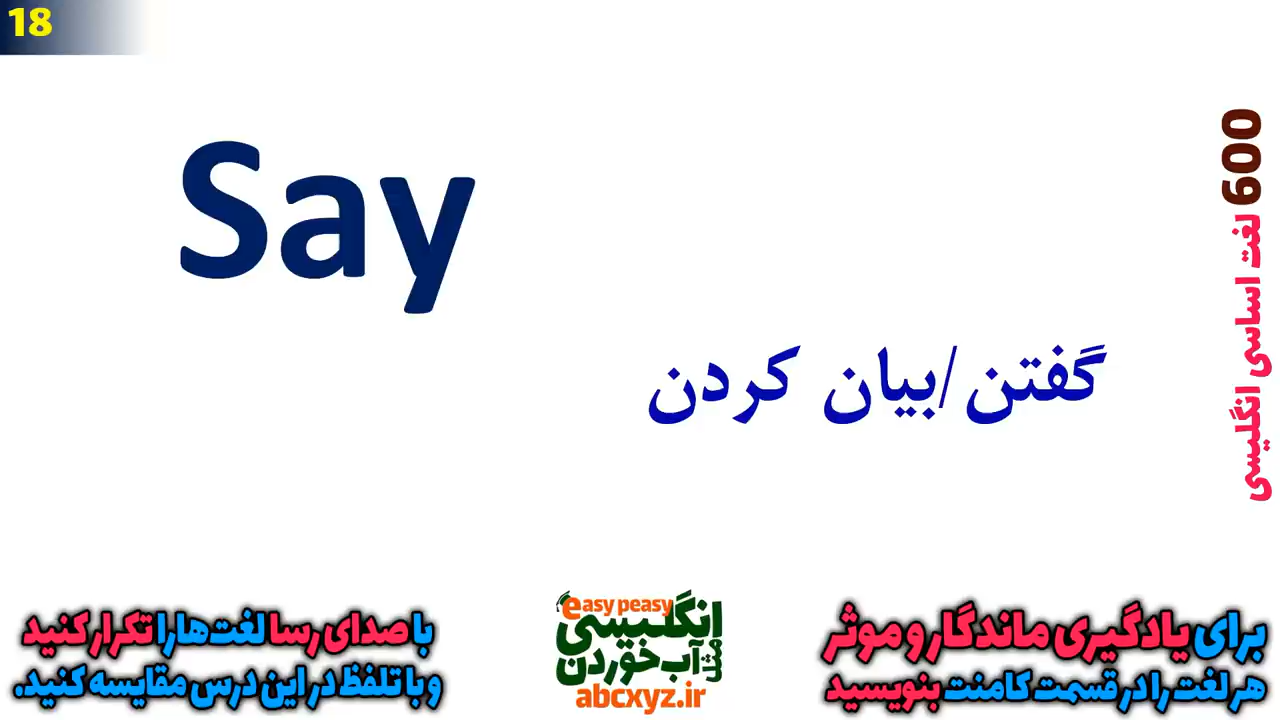 18
Say
گفتن/بیان کردن
600 لغت اساسی انگلیسی
برای یادگیری ماندگار و موثر
هر لغت را در قسمت کامنت بنویسید
easy peasy
انگلیسی
مثل آب خوردن
abcxyz.ir
با صدای رسا لغت‌ها را تکرار کنید
و با تلفظ در این درس مقایسه کنید.